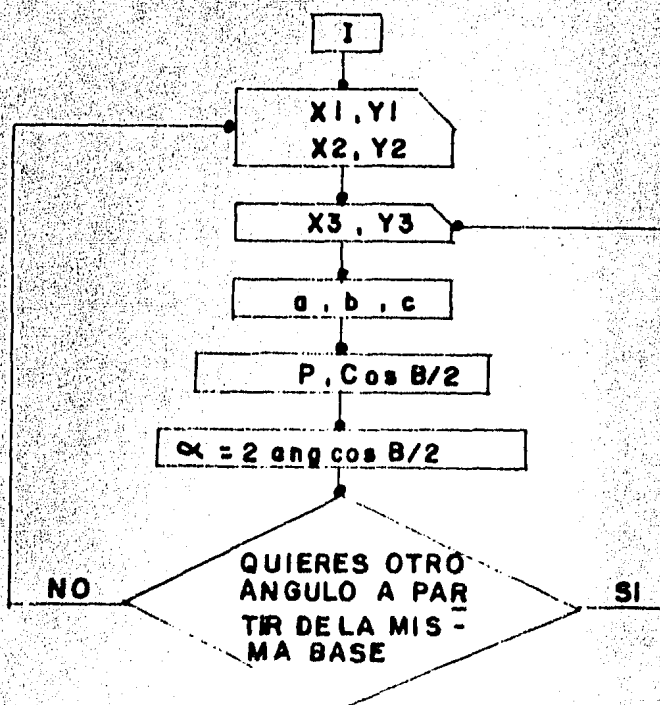 I
X1, Y1
X2, Y2
X3, Y3
a, b, c
P, Cos B/2
α = 2 ang cos B/2
QUIERES OTRO
ANGULO A PAR
TIR DE LA MIS -
MA BASE
NO
SI